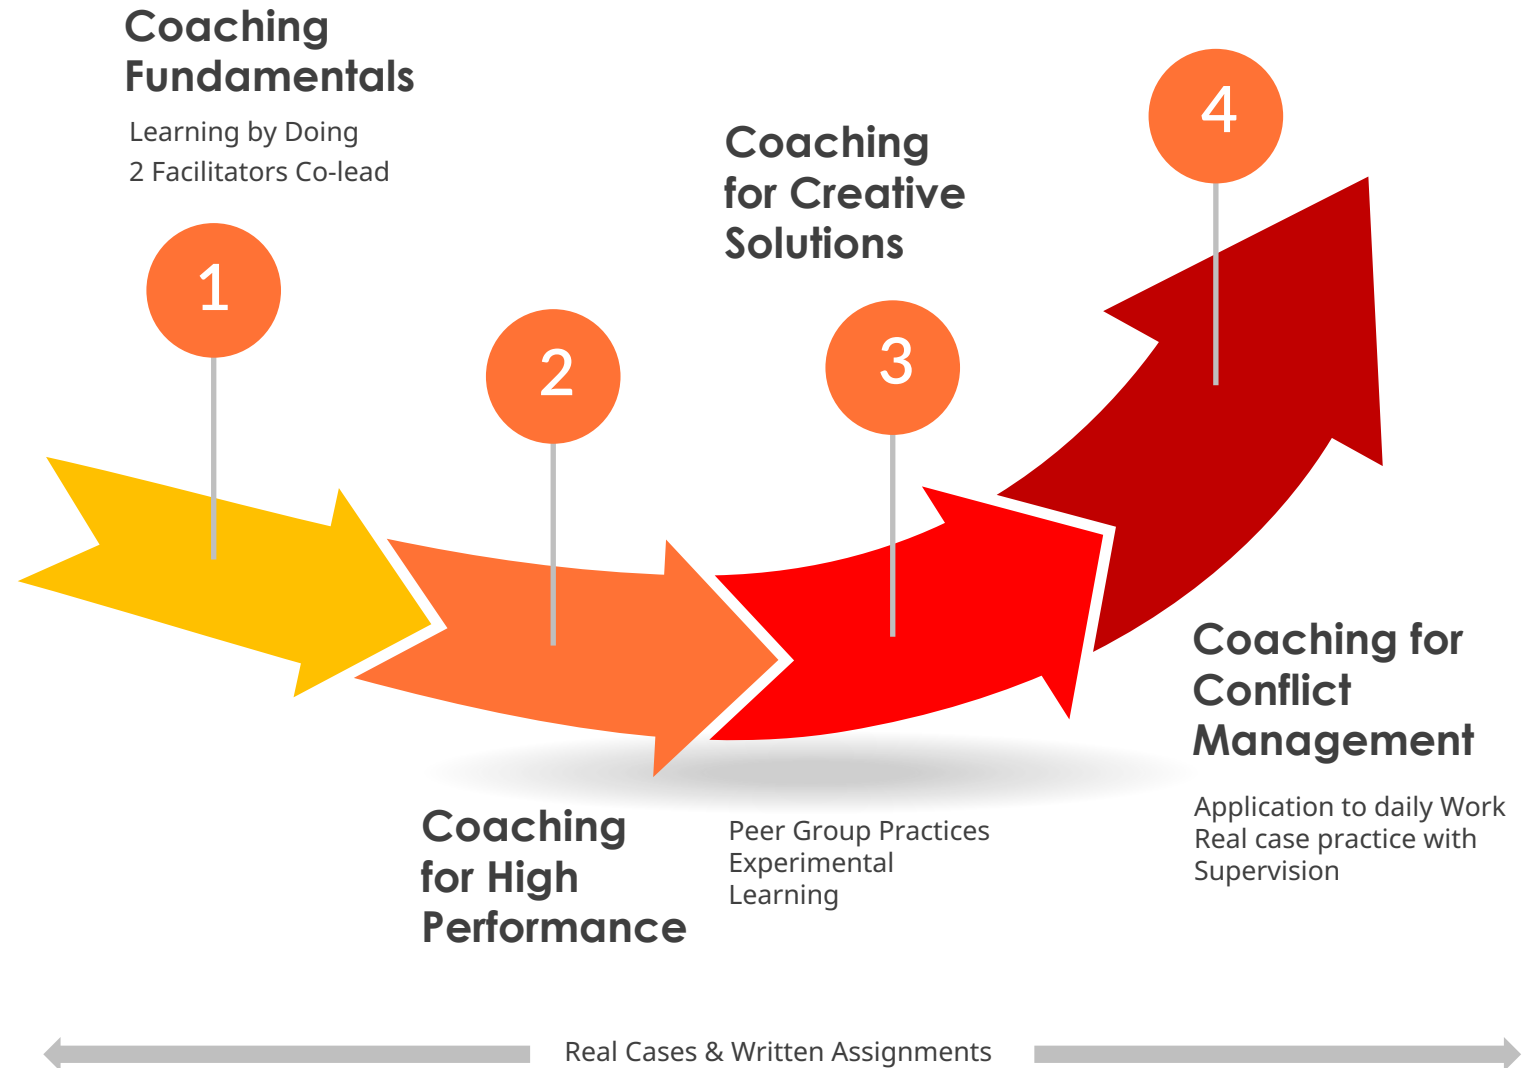 Coaching
Fundamentals
Learning by Doing
2 Facilitators Co-lead
1
2
Coaching
for Creative
Solutions
3
4
Coaching for
Conflict
Management
Application to daily Work
Real case practice with
Supervision
Coaching
for High
Performance
Peer Group Practices
Experimental
Learning
Real Cases & Written Assignments